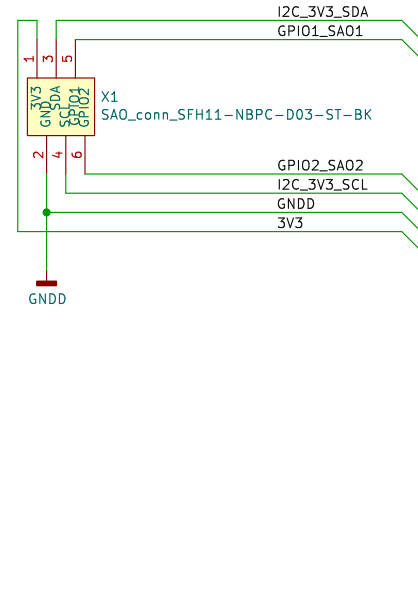 I2C_3V3_SDA
GPIO1_SAO1
1
3
5
3V3
GND
SDA
SCL
GPIO1
GPIO2
X1
SAO_conn_SFH11-NBPC-D03-ST-BK
2
4
6
GPIO2_SAO2
I2C_3V3_SCL
GNDD
3V3
GNDD